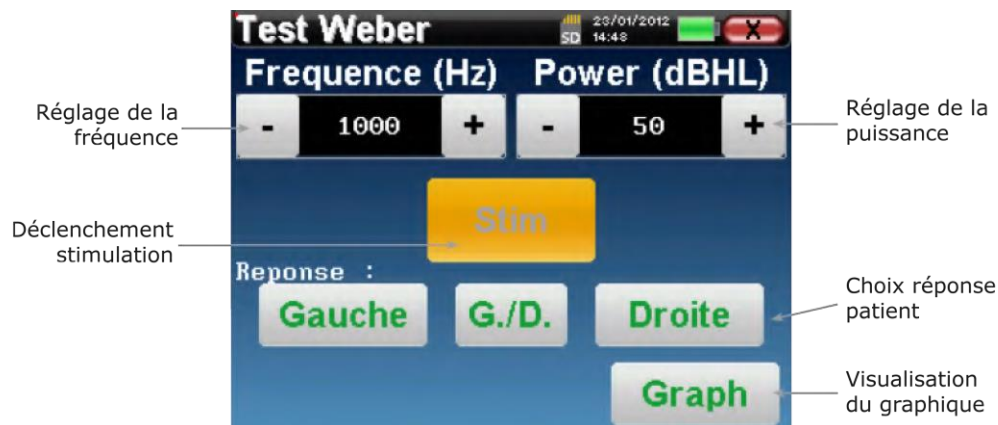 Test Weber
SD
23/01/2012
14:48
X
Frequence (Hz) Power (dBHL)
Réglage de la
fréquence
- 1000 + - 50 +
Réglage de la
puissance
Stim
Déclenchement
stimulation
Reponse :
Gauche G./D. Droite
Choix réponse
patient
Graph
Visualisation
du graphique